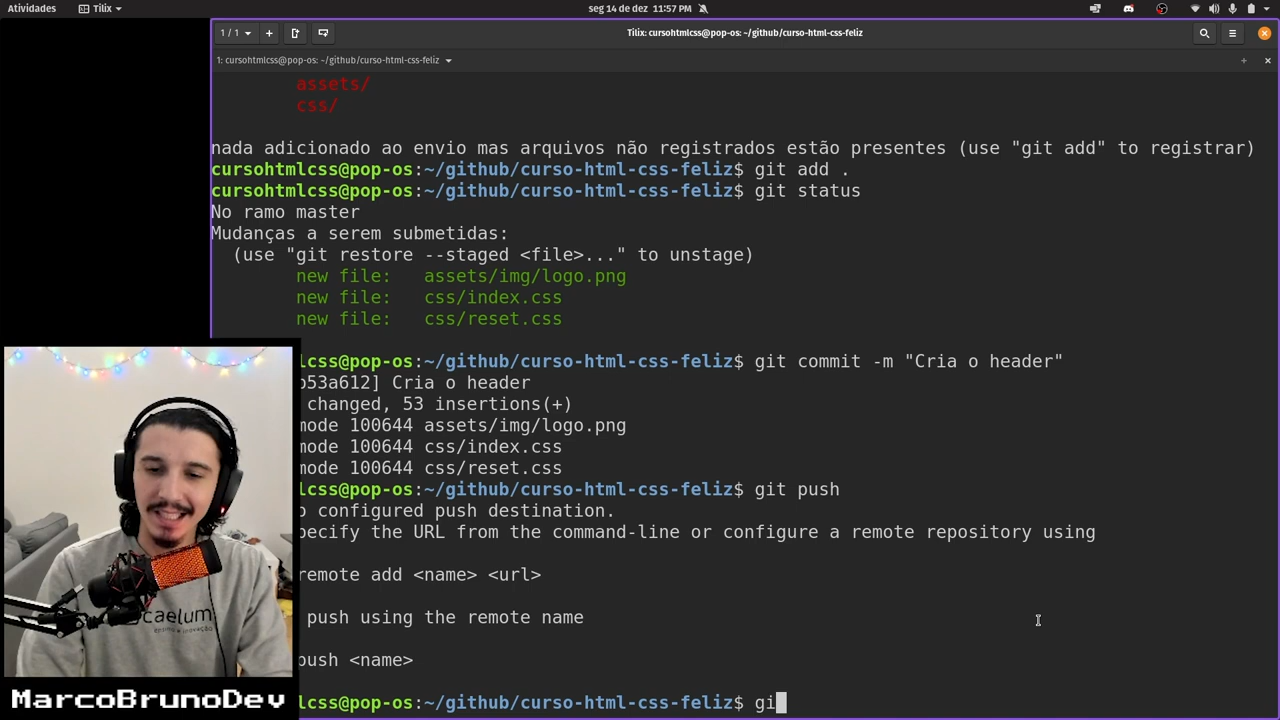 Atividades
Tilix
seg 14 de dez 11:57 PM
1 / 1
Tilix: cursohtmlcss@pop-os: ~/github/curso-html-css-feliz
1: cursohtmlcss@pop-os: ~/github/curso-html-css-feliz
assets/
css/
nada adicionado ao envio mas arquivos não registrados estão presentes (use "git add" to registrar)
cursohtmlcss@pop-os:~/github/curso-html-css-feliz$ git add .
cursohtmlcss@pop-os:~/github/curso-html-css-feliz$ git status
No ramo master
Mudanças a serem submetidas:
(use "git restore --staged <file>..." to unstage)
new file:   assets/img/logo.png
new file:   css/index.css
new file:   css/reset.css
lcss@pop-os:~/github/curso-html-css-feliz$ git commit -m "Cria o header"
b53a612] Cria o header
changed, 53 insertions(+)
mode 100644 assets/img/logo.png
mode 100644 css/index.css
mode 100644 css/reset.css
lcss@pop-os:~/github/curso-html-css-feliz$ git push
o configured push destination.
pecify the URL from the command-line or configure a remote repository using
remote add <name> <url>
push using the remote name
push <name>
lcss@pop-os:~/github/curso-html-css-feliz$ gi
caelum
ensino e inovação
MarcoBrunoDev